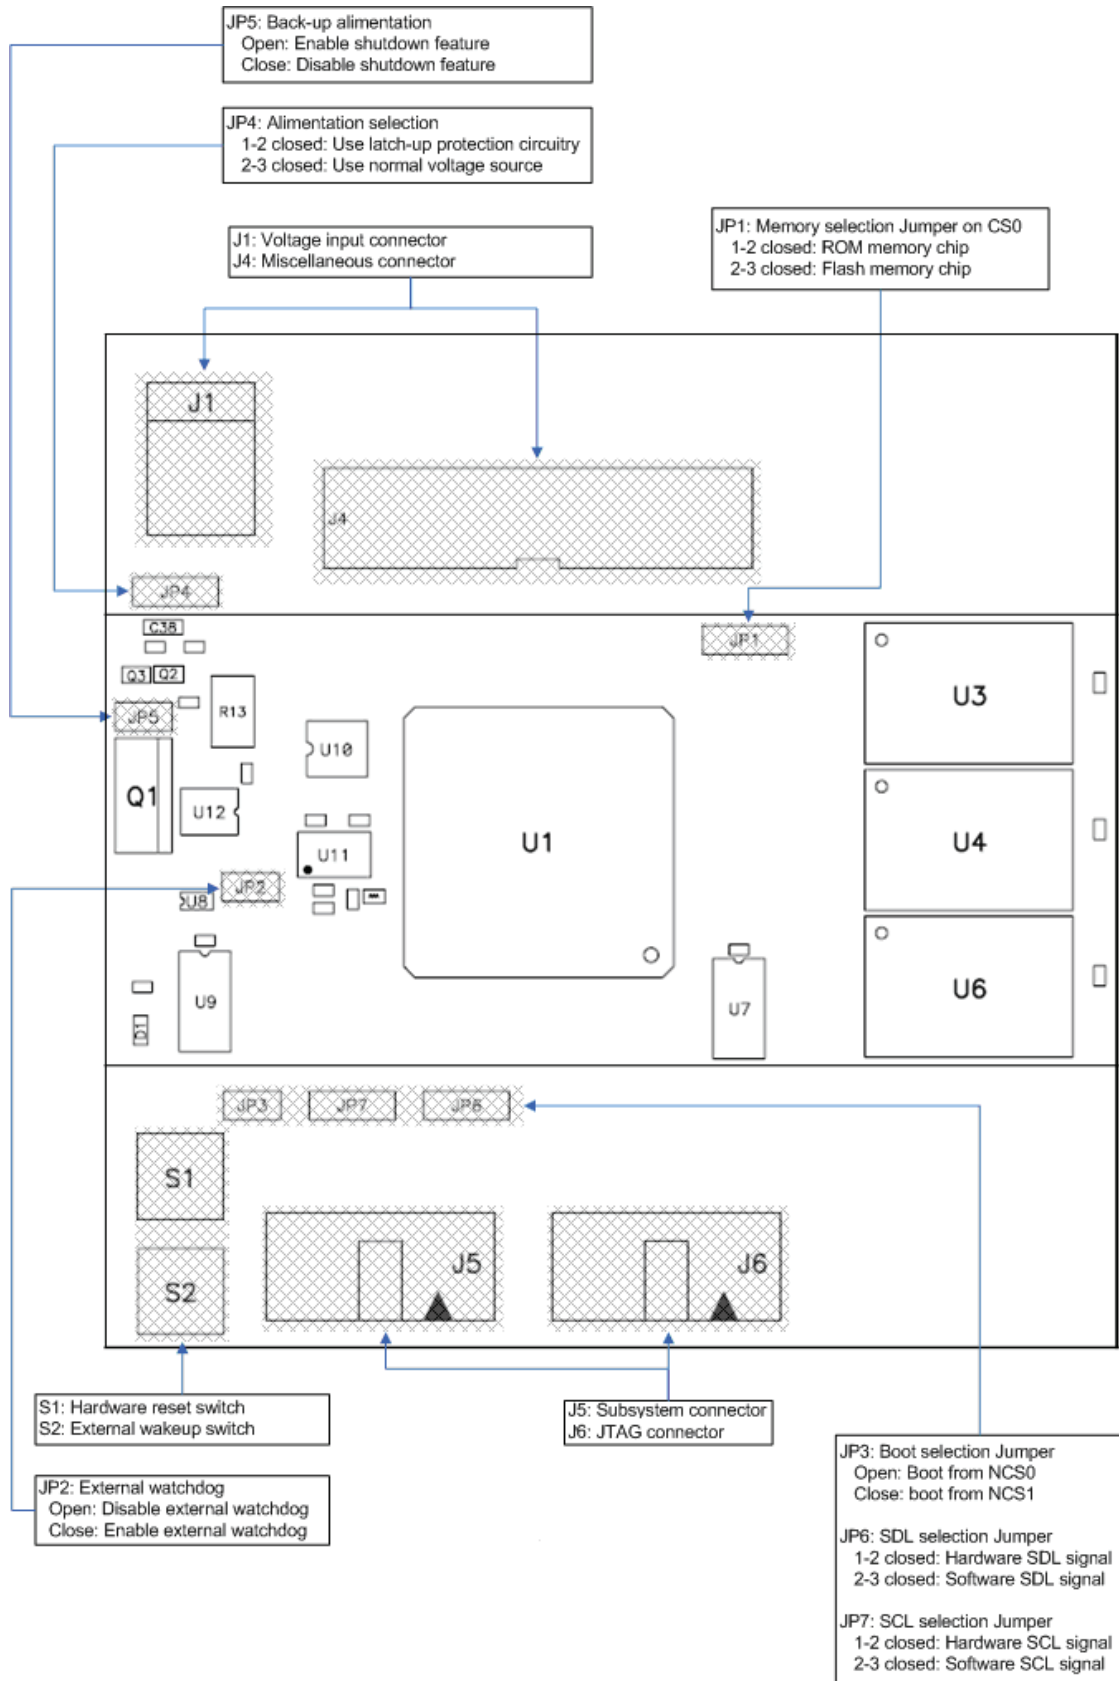 JP5: Back-up alimentation
Open: Enable shutdown feature
Close: Disable shutdown feature
JP4: Alimentation selection
1-2 closed: Use latch-up protection circuitry
2-3 closed: Use normal voltage source
J1: Voltage input connector
J4: Miscellaneous connector
JP1: Memory selection Jumper on CS0
1-2 closed: ROM memory chip
2-3 closed: Flash memory chip
J1
J4
JP4
C38
JP1
Q3 Q2
U3
JP5
R13
U10
Q1
U12
U11
U1
U4
JP2
U8
U9
U7
U6
D1
JP3
JP7
JP6
S1
J5
J6
S2
S1: Hardware reset switch
S2: External wakeup switch
J5: Subsystem connector
J6: JTAG connector
JP2: External watchdog
Open: Disable external watchdog
Close: Enable external watchdog
JP3: Boot selection Jumper
Open: Boot from NCS0
Close: boot from NCS1
JP6: SDL selection Jumper
1-2 closed: Hardware SDL signal
2-3 closed: Software SDL signal
JP7: SCL selection Jumper
1-2 closed: Hardware SCL signal
2-3 closed: Software SCL signal